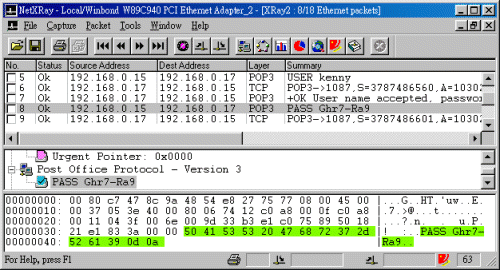 NetXRay - Local/Winbond W89C940 PCI Ethernet Adapter_2 - [XRay2 : 8/18 Ethernet packets]
File Capture Packet Tools Window Help
No. Status Source Address Dest Address Layer Summary
5 Ok 192.168.0.15 192.168.0.17 POP3 USER kenny
6 Ok 192.168.0.17 192.168.0.15 TCP POP3->1087,S=3787486560,A=10302
7 Ok 192.168.0.17 192.168.0.15 POP3 +OK User name accepted, passwo
8 Ok 192.168.0.15 192.168.0.17 POP3 PASS Ghr7-Ra9
9 Ok 192.168.0.17 192.168.0.15 TCP POP3->1087,S=3787486601,A=10302
Urgent Pointer: 0x0000
Post Office Protocol - Version 3
PASS Ghr7-Ra9
00000000: 00 80 c7 47 8c 9a 48 54 e8 27 75 77 08 00 45 00 ...G..HT.'uw..E.
00000010: 00 37 05 3e 40 00 80 06 74 12 c0 a8 00 0f c0 a8 .7.>@...t.......
00000020: 00 11 04 3f 00 6e 00 9d 33 b3 e1 c0 75 89 50 18 ...?.n..3...u.P.
00000030: 21 e1 83 3a 00 00 50 41 53 53 20 47 68 72 37 2d !..:..PASS Ghr7-
00000040: 52 61 39 0d 0a Ra9..
For Help, press F1 63